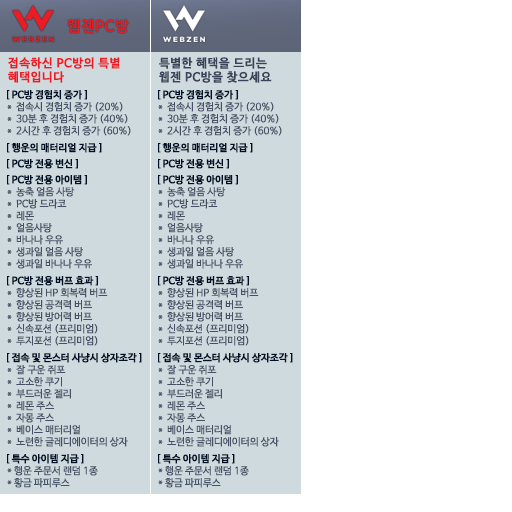 WEBZEN 웹젠PC방
접속하신 PC방의 특별
혜택입니다
[ PC방 경험치 증가 ]
※ 접속시 경험치 증가 (20%)
※ 30분 후 경험치 증가 (40%)
※ 2시간 후 경험치 증가 (60%)
[ 행운의 매터리얼 지급 ]
[ PC방 전용 변신 ]
[ PC방 전용 아이템 ]
※ 농축 얼음 사탕
※ PC방 드라코
※ 레몬
※ 얼음사탕
※ 바나나 우유
※ 생과일 얼음 사탕
※ 생과일 바나나 우유
[ PC방 전용 버프 효과 ]
※ 향상된 HP 회복력 버프
※ 향상된 공격력 버프
※ 향상된 방어력 버프
※ 신속포션 (프리미엄)
※ 투지포션 (프리미엄)
[ 접속 및 몬스터 사냥시 상자조각 ]
※ 잘 구운 쥐포
※ 고소한 쿠기
※ 부드러운 젤리
※ 레몬 주스
※ 자몽 주스
※ 베이스 매터리얼
※ 노련한 글레디에이터의 상자
[ 특수 아이템 지급 ]
※ 행운 주문서 랜덤 1종
※ 황금 파피루스
WEBZEN
특별한 혜택을 드리는
웹젠 PC방을 찾으세요
[ PC방 경험치 증가 ]
※ 접속시 경험치 증가 (20%)
※ 30분 후 경험치 증가 (40%)
※ 2시간 후 경험치 증가 (60%)
[ 행운의 매터리얼 지급 ]
[ PC방 전용 변신 ]
[ PC방 전용 아이템 ]
※ 농축 얼음 사탕
※ PC방 드라코
※ 레몬
※ 얼음사탕
※ 바나나 우유
※ 생과일 얼음 사탕
※ 생과일 바나나 우유
[ PC방 전용 버프 효과 ]
※ 향상된 HP 회복력 버프
※ 향상된 공격력 버프
※ 향상된 방어력 버프
※ 신속포션 (프리미엄)
※ 투지포션 (프리미엄)
[ 접속 및 몬스터 사냥시 상자조각 ]
※ 잘 구운 쥐포
※ 고소한 쿠기
※ 부드러운 젤리
※ 레몬 주스
※ 자몽 주스
※ 베이스 매터리얼
※ 노련한 글레디에이터의 상자
[ 특수 아이템 지급 ]
※ 행운 주문서 랜덤 1종
※ 황금 파피루스